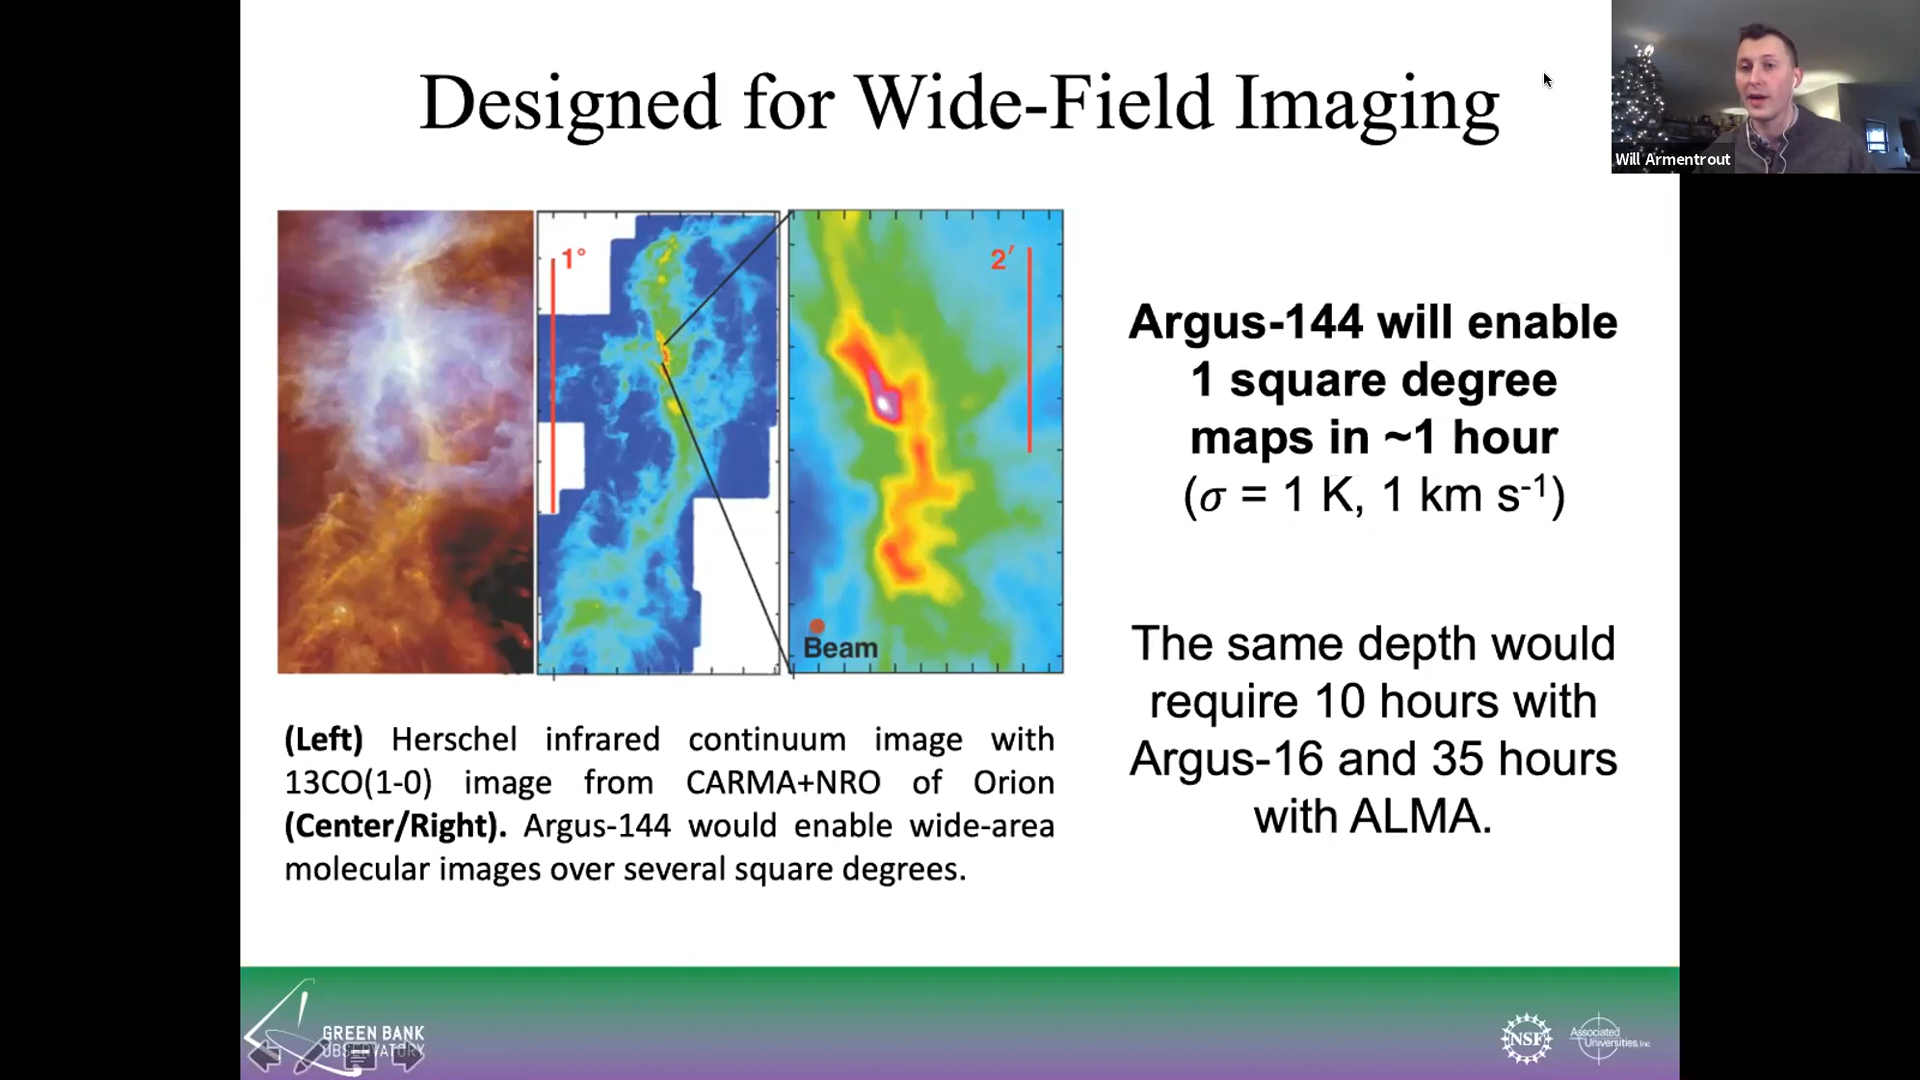 Designed for Wide-Field Imaging
Will Armentrout
1°
2′
Beam
Argus-144 will enable
1 square degree
maps in ~1 hour
(σ = 1 K, 1 km s-1)
The same depth would
require 10 hours with
Argus-16 and 35 hours
with ALMA.
(Left) Herschel infrared continuum image with
13CO(1-0) image from CARMA+NRO of Orion
(Center/Right). Argus-144 would enable wide-area
molecular images over several square degrees.
GREEN BANK
OBSERVATORY
NSF
Associated
Universities, Inc.